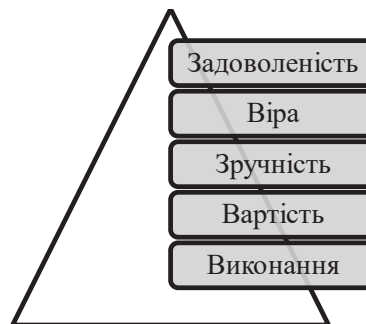 Задоволеність
Віра
Зручність
Вартість
Виконання